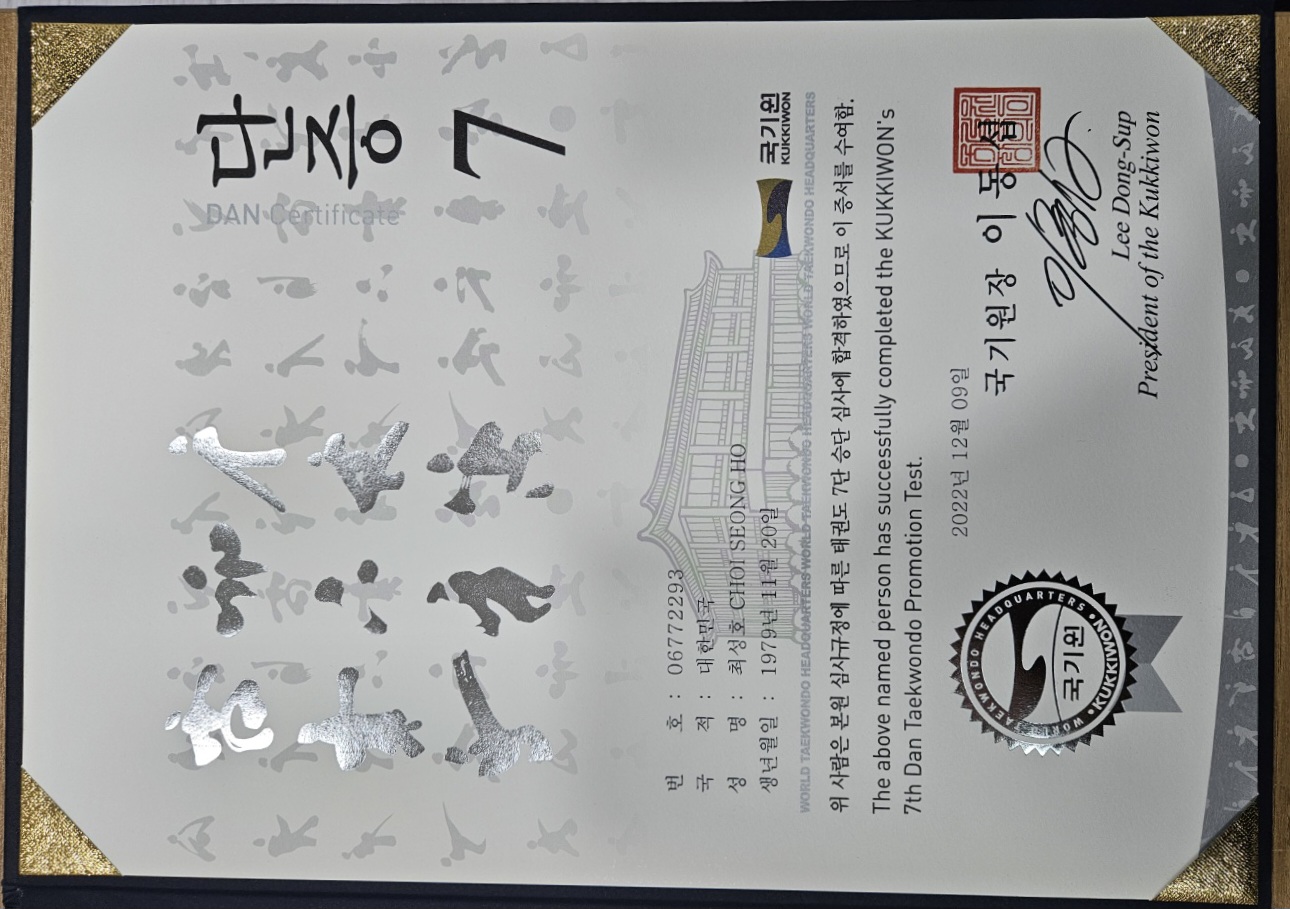 단증
DAN Certificate
7
번 호 : 06772293
국 적 : 대한민국
성 명 : 최성호 CHOI SEONG HO
생년월일 : 1979년 11월 20일
국기원
KUKKIWON
WORLD TAEKWONDO HEADQUARTERS WORLD TAEKWONDO HEADQUARTERS WORLD TAEKWONDO HEADQUARTERS WORLD TAEKWONDO HEADQUARTERS
위 사람은 본원 심사규정에 따른 태권도 7단 승단 심사에 합격하였으므로 이 증서를 수여함.
The above named person has successfully completed the KUKKIWON's
7th Dan Taekwondo Promotion Test.
2022년 12월 09일
국기원장 이동섭
Lee Dong-Sup
President of the Kukkiwon
WORLD TAEKWONDO HEADQUARTERS
국기원
KUKKIWON